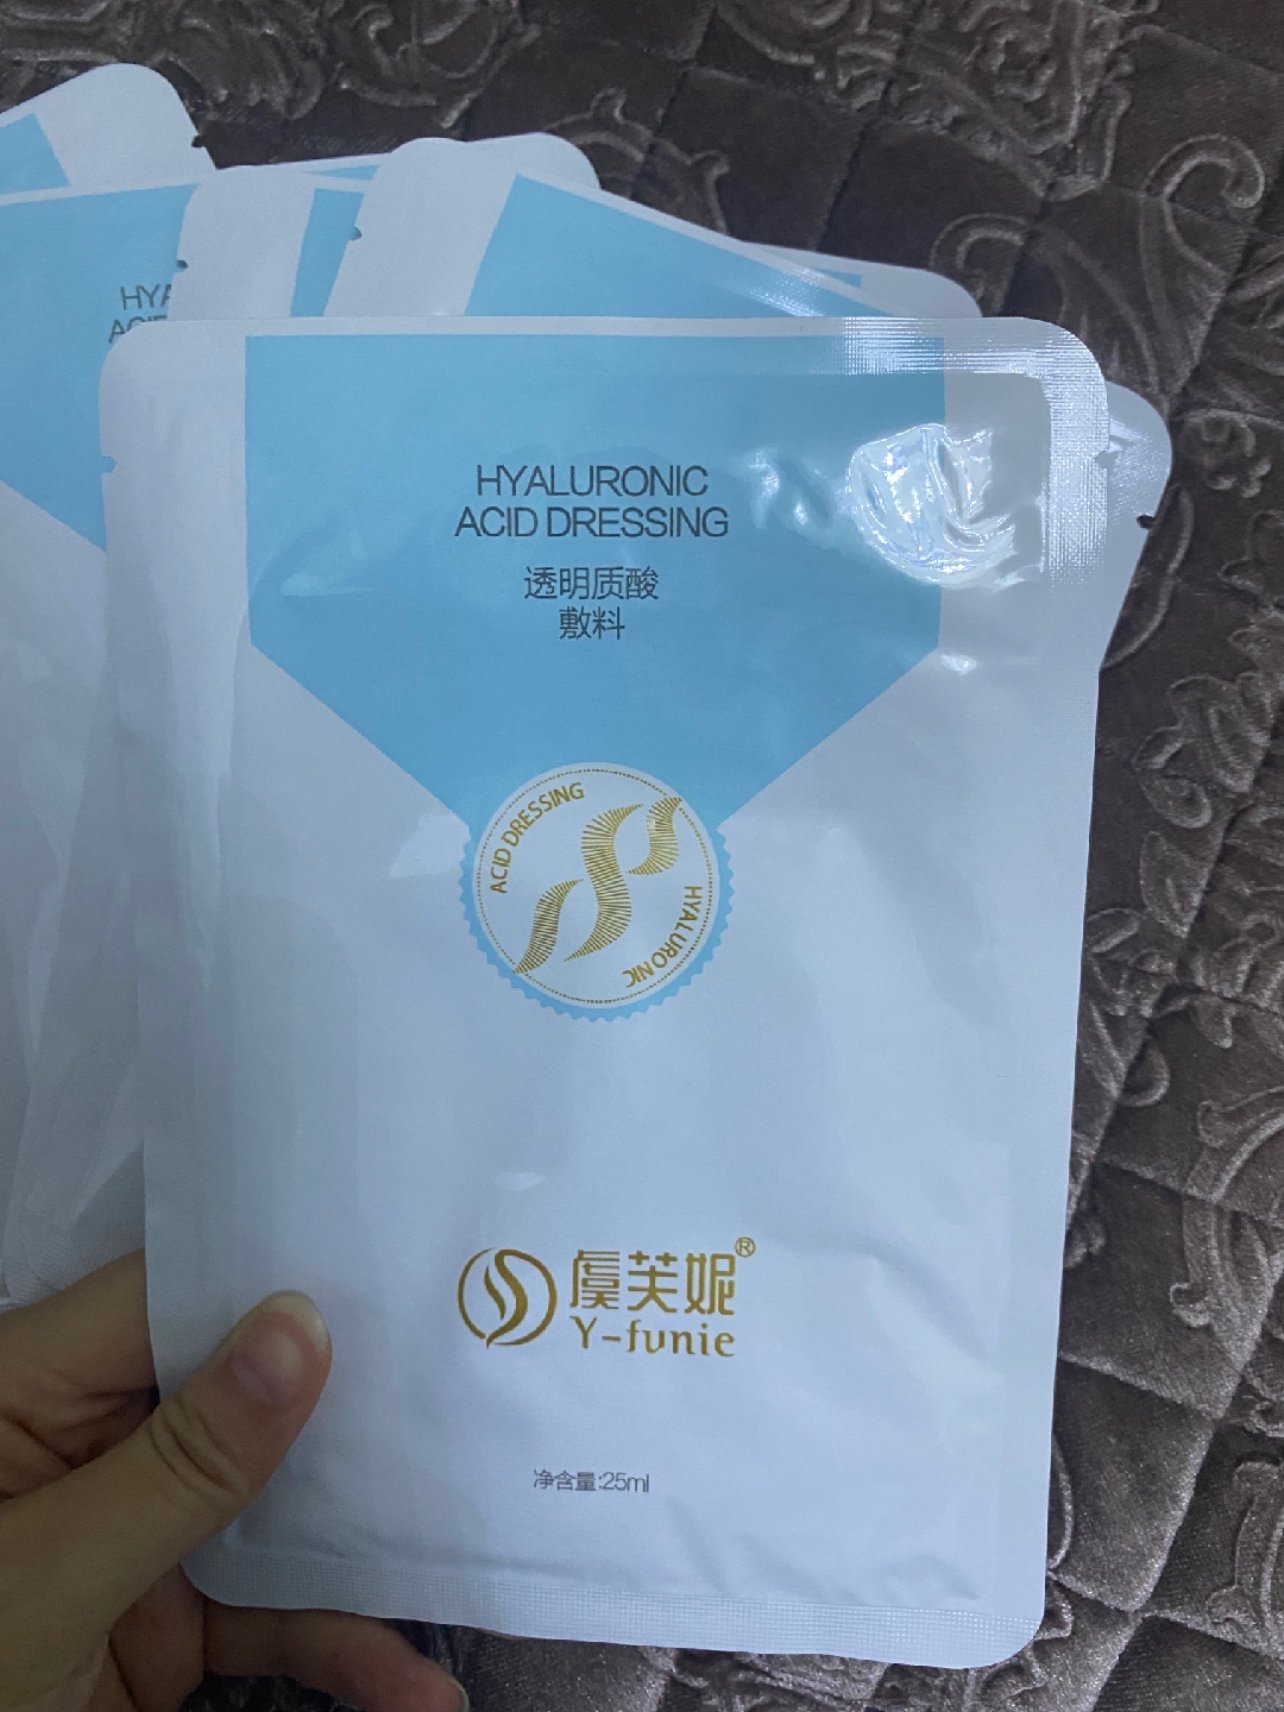 HYA
HYALURONIC
ACID DRESSING
透明质酸
敷料
ACID DRESSING
HYALURONIC
虞芙妮®
Y-funie
净含量:25ml